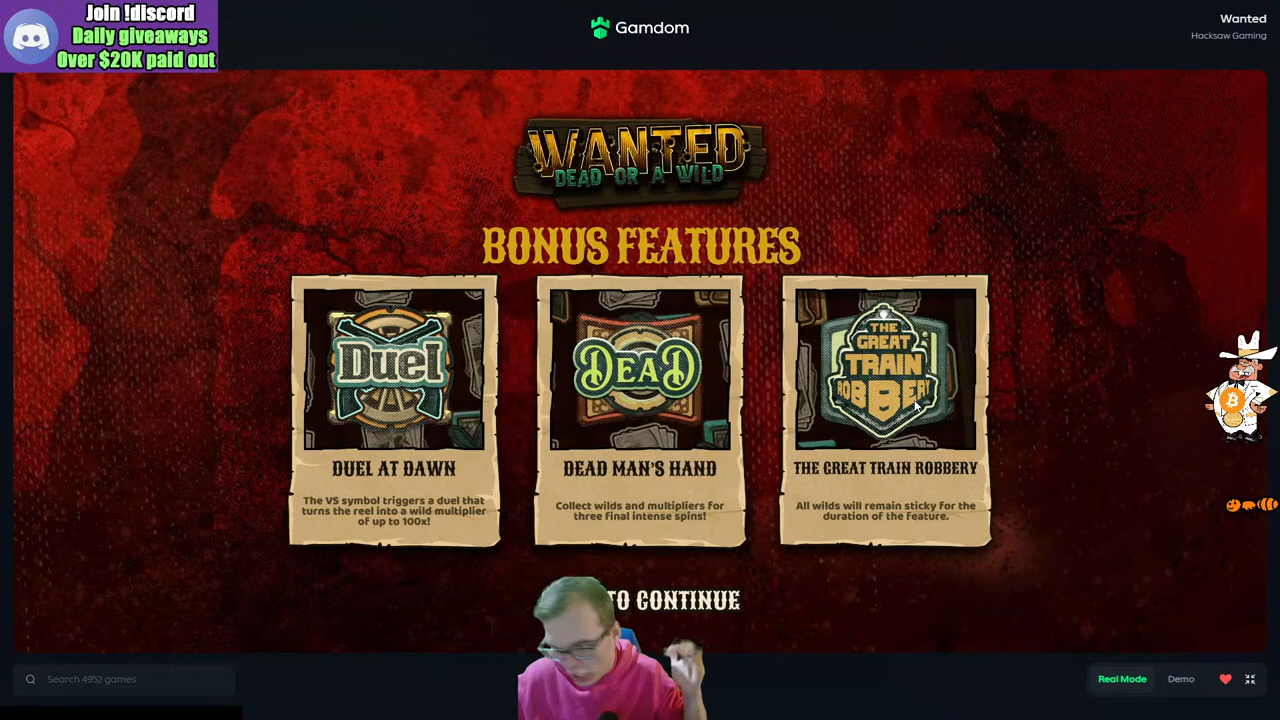 Join !discord
Daily giveaways
Over $20K paid out
Gamdom
Wanted
Hacksaw Gaming
WANTED
DEAD OR A WILD
BONUS FEATURES
Duel
DEAD
THE
GREAT
TRAIN
ROBBERY
DUEL AT DAWN
The VS symbol triggers a duel that
turns the reel into a wild multiplier
of up to 100x!
DEAD MAN'S HAND
Collect wilds and multipliers for
three final intense spins!
THE GREAT TRAIN ROBBERY
All wilds will remain sticky for the
duration of the feature.
TO CONTINUE
Search 4952 games
Real Mode
Demo